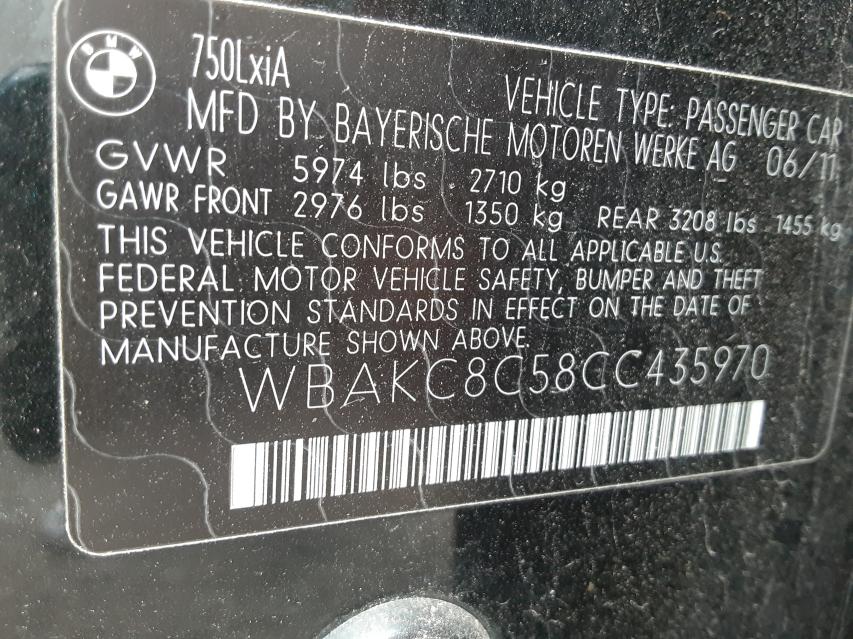 BMW
750LxiA
VEHICLE TYPE: PASSENGER CAR
MFD BY BAYERISCHE MOTOREN WERKE AG 06/11
GVWR 5974 lbs 2710 kg
GAWR FRONT 2976 lbs 1350 kg REAR 3208 lbs 1455 kg
THIS VEHICLE CONFORMS TO ALL APPLICABLE U.S.
FEDERAL MOTOR VEHICLE SAFETY, BUMPER AND THEFT
PREVENTION STANDARDS IN EFFECT ON THE DATE OF
MANUFACTURE SHOWN ABOVE.
WBAKC8C58CC435970